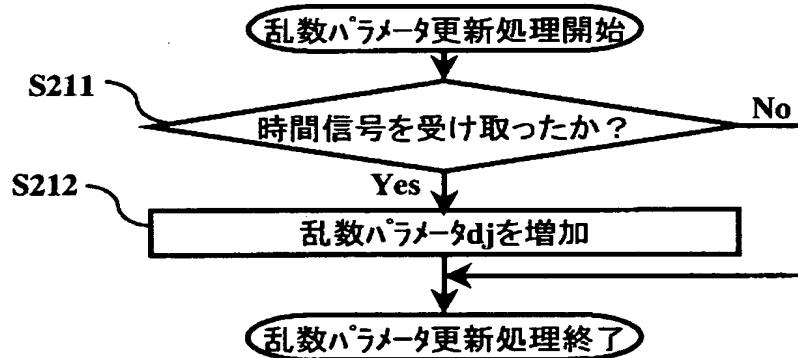 乱数パラメータ更新処理開始
S211
時間信号を受け取ったか?
No
Yes
S212
乱数パラメータdjを増加
乱数パラメータ更新処理終了